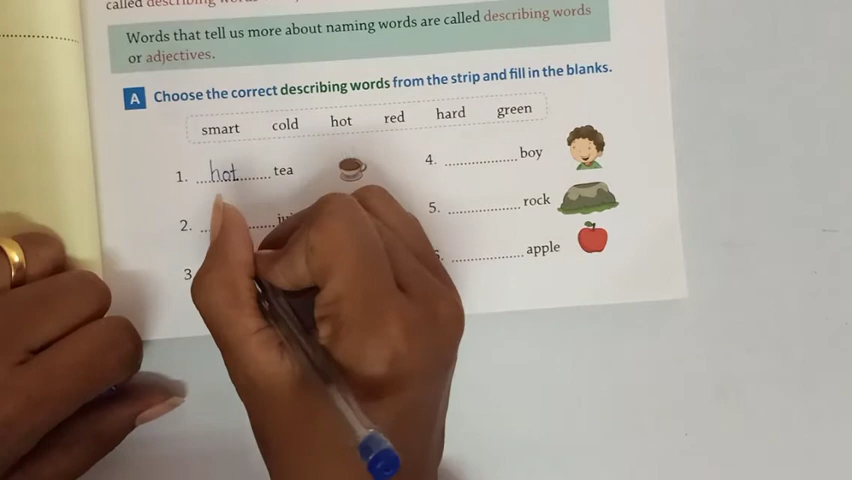 called describing
Words that tell us more about naming words are called describing words
or adjectives.
A Choose the correct describing words from the strip and fill in the blanks.
smart cold hot red hard green
1. ...hot........ tea
2. ...
3
4. .................. boy
5. .................. rock
.................. apple